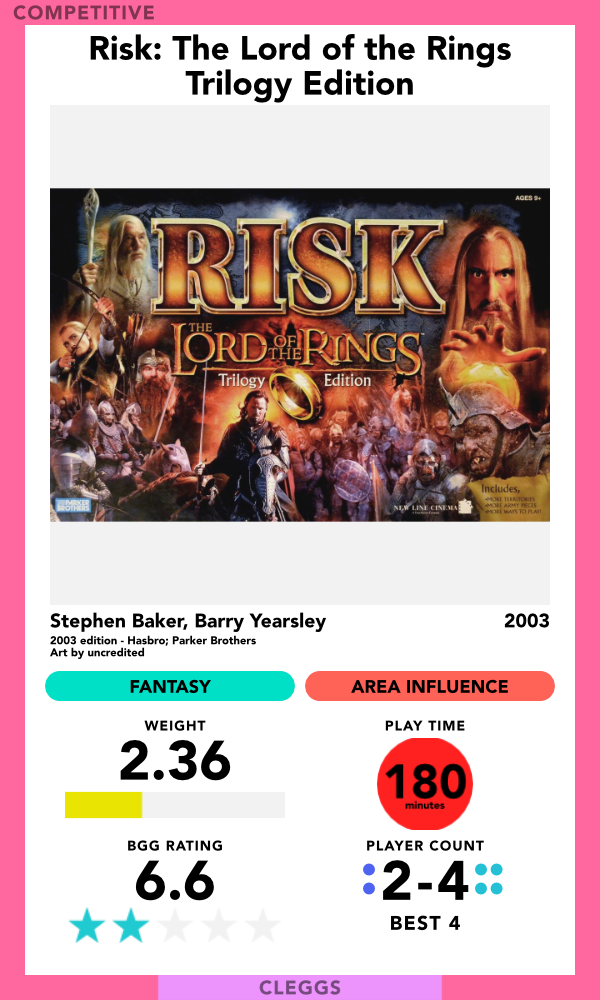 COMPETITIVE
Risk: The Lord of the Rings
Trilogy Edition
AGES 9+
RISK
THE
LORD OF THE RINGS
Trilogy Edition
Includes,
•MORE TERRITORIES
•MORE ARMY PIECES
•MORE WAYS TO PLAY!
PARKER
BROTHERS
NEW LINE CINEMA
Stephen Baker, Barry Yearsley 2003
2003 edition - Hasbro; Parker Brothers
Art by uncredited
FANTASY AREA INFLUENCE
WEIGHT PLAY TIME
2.36 180
minutes
BGG RATING PLAYER COUNT
6.6 2-4
BEST 4
CLEGGS